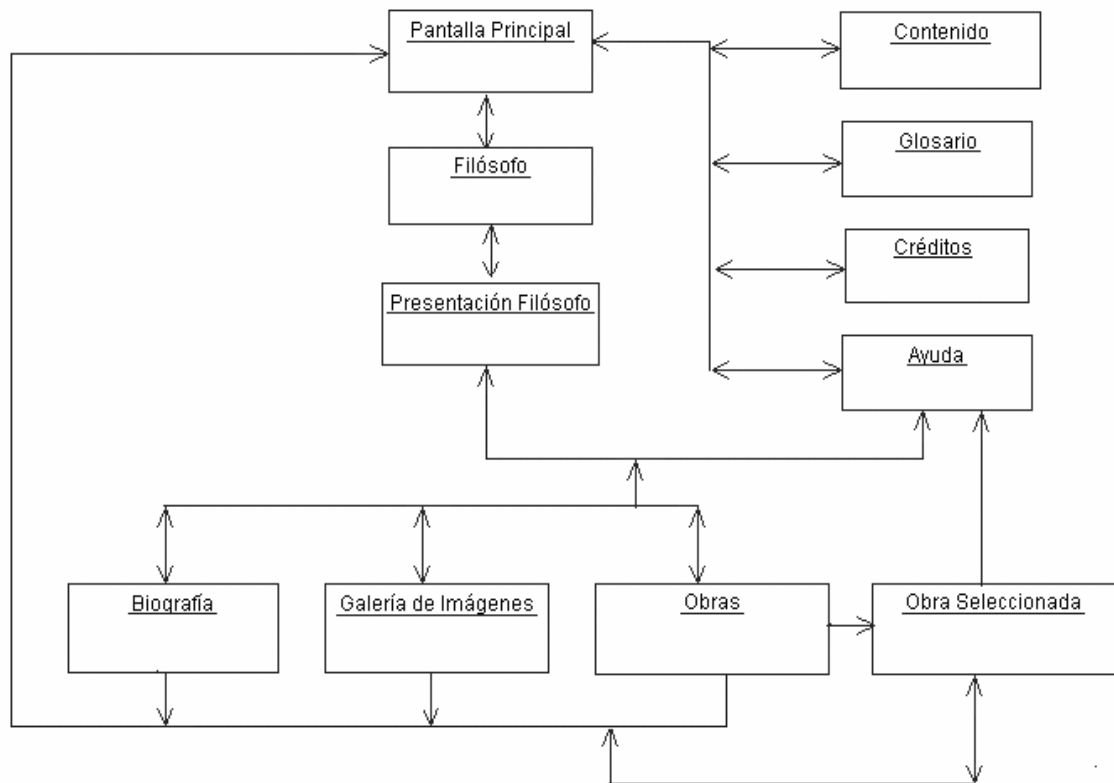 Pantalla Principal
Contenido
Filósofo
Glosario
Presentación Filósofo
Créditos
Ayuda
Biografía
Galería de Imágenes
Obras
Obra Seleccionada